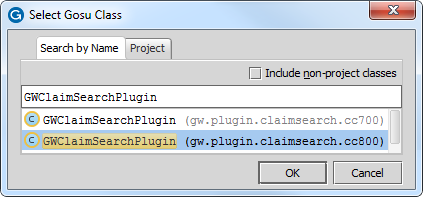 Select Gosu Class
Search by Name Project
Include non-project classes
GWClaimSearchPlugin
GWClaimSearchPlugin (gw.plugin.claimsearch.cc700)
GWClaimSearchPlugin (gw.plugin.claimsearch.cc800)
OK Cancel